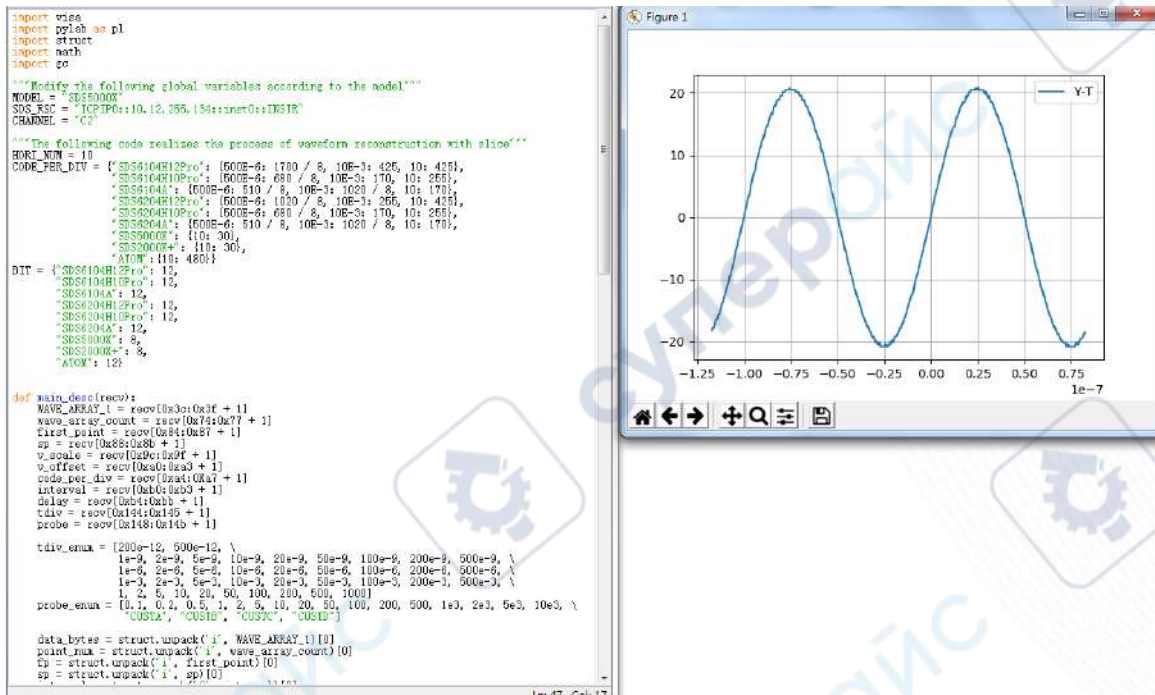 import visa
import pylab as pl
import struct
import math
import gc
"""Modify the following global variables according to the model"""
MODEL = "SDS5000X"
SDS_RSC = "TCPIP0::10.12.255.134::inst0::INSTR"
CHANNEL = "C2"
"""The following code realizes the process of waveform reconstruction with slice"""
HORI_NUM = 10
CODE_PER_DIV = {"SDS6104H12Pro": {500E-6: 1700 / 8, 10E-3: 425, 10: 425},
"SDS6104H10Pro": {500E-6: 680 / 8, 10E-3: 170, 10: 255},
"SDS6104A": {500E-6: 510 / 8, 10E-3: 1020 / 8, 10: 170},
"SDS6204H12Pro": {500E-6: 1020 / 8, 10E-3: 255, 10: 425},
"SDS6204H10Pro": {500E-6: 680 / 8, 10E-3: 170, 10: 255},
"SDS6204A": {500E-6: 510 / 8, 10E-3: 1020 / 8, 10: 170},
"SDS5000X": {10: 30},
"SDS2000X+": {10: 30},
"ATOM":{10: 480}}
BIT = {"SDS6104H12Pro": 12,
"SDS6104H10Pro": 12,
"SDS6104A": 12,
"SDS6204H12Pro": 12,
"SDS6204H10Pro": 12,
"SDS6204A": 12,
"SDS5000X": 8,
"SDS2000X+": 8,
"ATOM": 12}
def main_desc(recv):
WAVE_ARRAY_1 = recv[0x3c:0x3f + 1]
wave_array_count = recv[0x74:0x77 + 1]
first_point = recv[0x84:0x87 + 1]
sp = recv[0x88:0x8b + 1]
v_scale = recv[0x9c:0x9f + 1]
v_offset = recv[0xa0:0xa3 + 1]
code_per_div = recv[0xa4:0Xa7 + 1]
interval = recv[0xb0:0xb3 + 1]
delay = recv[0xb4:0xbb + 1]
tdiv = recv[0x144:0x145 + 1]
probe = recv[0x148:0x14b + 1]
tdiv_enum = [200e-12, 500e-12, \
1e-9, 2e-9, 5e-9, 10e-9, 20e-9, 50e-9, 100e-9, 200e-9, 500e-9, \
1e-6, 2e-6, 5e-6, 10e-6, 20e-6, 50e-6, 100e-6, 200e-6, 500e-6, \
1e-3, 2e-3, 5e-3, 10e-3, 20e-3, 50e-3, 100e-3, 200e-3, 500e-3, \
1, 2, 5, 10, 20, 50, 100, 200, 500, 1000]
probe_enum = [0.1, 0.2, 0.5, 1, 2, 5, 10, 20, 50, 100, 200, 500, 1e3, 2e3, 5e3, 10e3, \
"CUSTA", "CUSTB", "CUSTC", "CUSTD"]
data_bytes = struct.unpack('i', WAVE_ARRAY_1)[0]
point_num = struct.unpack('i', wave_array_count)[0]
fp = struct.unpack('i', first_point)[0]
sp = struct.unpack('i', sp)[0]
Ln: 47 Col: 17
Figure 1
Y-T
20
10
0
−10
−20
−1.25 −1.00 −0.75 −0.50 −0.25 0.00 0.25 0.50 0.75
1e-7
суперайс